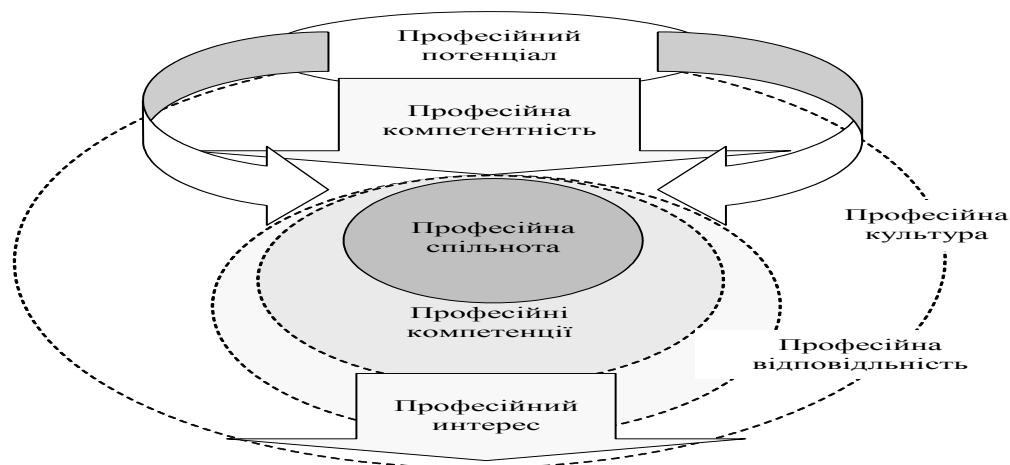 Професійний
потенціал
Професійна
компетентність
Професійна
культура
Професійна
спільнота
Професійні
компетенції
Професійна
відповідльність
Професійний
интерес